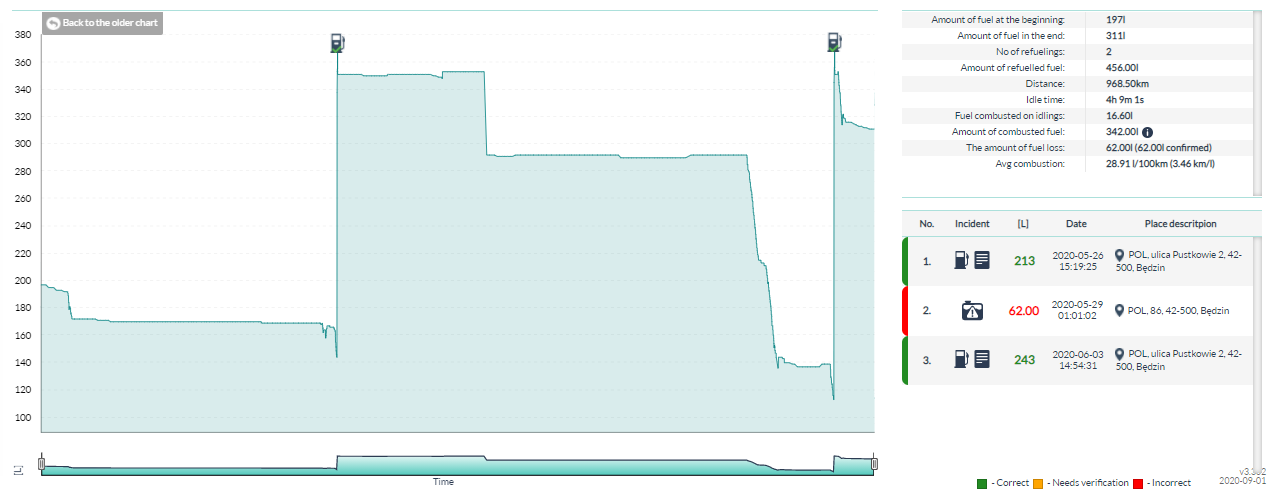 Back to the older chart
380
360
340
320
300
280
260
240
220
200
180
160
140
120
100
[L]
Time
Amount of fuel at the beginning: 197l
Amount of fuel in the end: 311l
No of refuelings: 2
Amount of refuelled fuel: 456.00l
Distance: 968.50km
Idle time: 4h 9m 1s
Fuel combusted on idlings: 16.60l
Amount of combusted fuel: 342.00l
The amount of fuel loss: 62.00l (62.00l confirmed)
Avg combustion: 28.91 l/100km (3.46 km/l)
No. Incident [L] Date Place descritpion
1. 213 2020-05-26 15:19:25 POL, ulica Pustkowie 2, 42-
500, Będzin
2. 62.00 2020-05-29 01:01:02 POL, 86, 42-500, Będzin
3. 243 2020-06-03 14:54:31 POL, ulica Pustkowie 2, 42-
500, Będzin
- Correct - Needs verification - Incorrect
2020-09-01